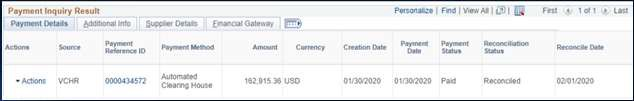 Payment Inquiry Result
Personalize | Find | View All | First 1 of 1 Last
Payment Details Additional Info Supplier Details Financial Gateway
Actions Source Payment Reference ID Payment Method Amount Currency Creation Date Payment Date Payment Status Reconciliation Status Reconcile Date
Actions VCHR 0000434572 Automated Clearing House 162,915.36 USD 01/30/2020 01/30/2020 Paid Reconciled 02/01/2020